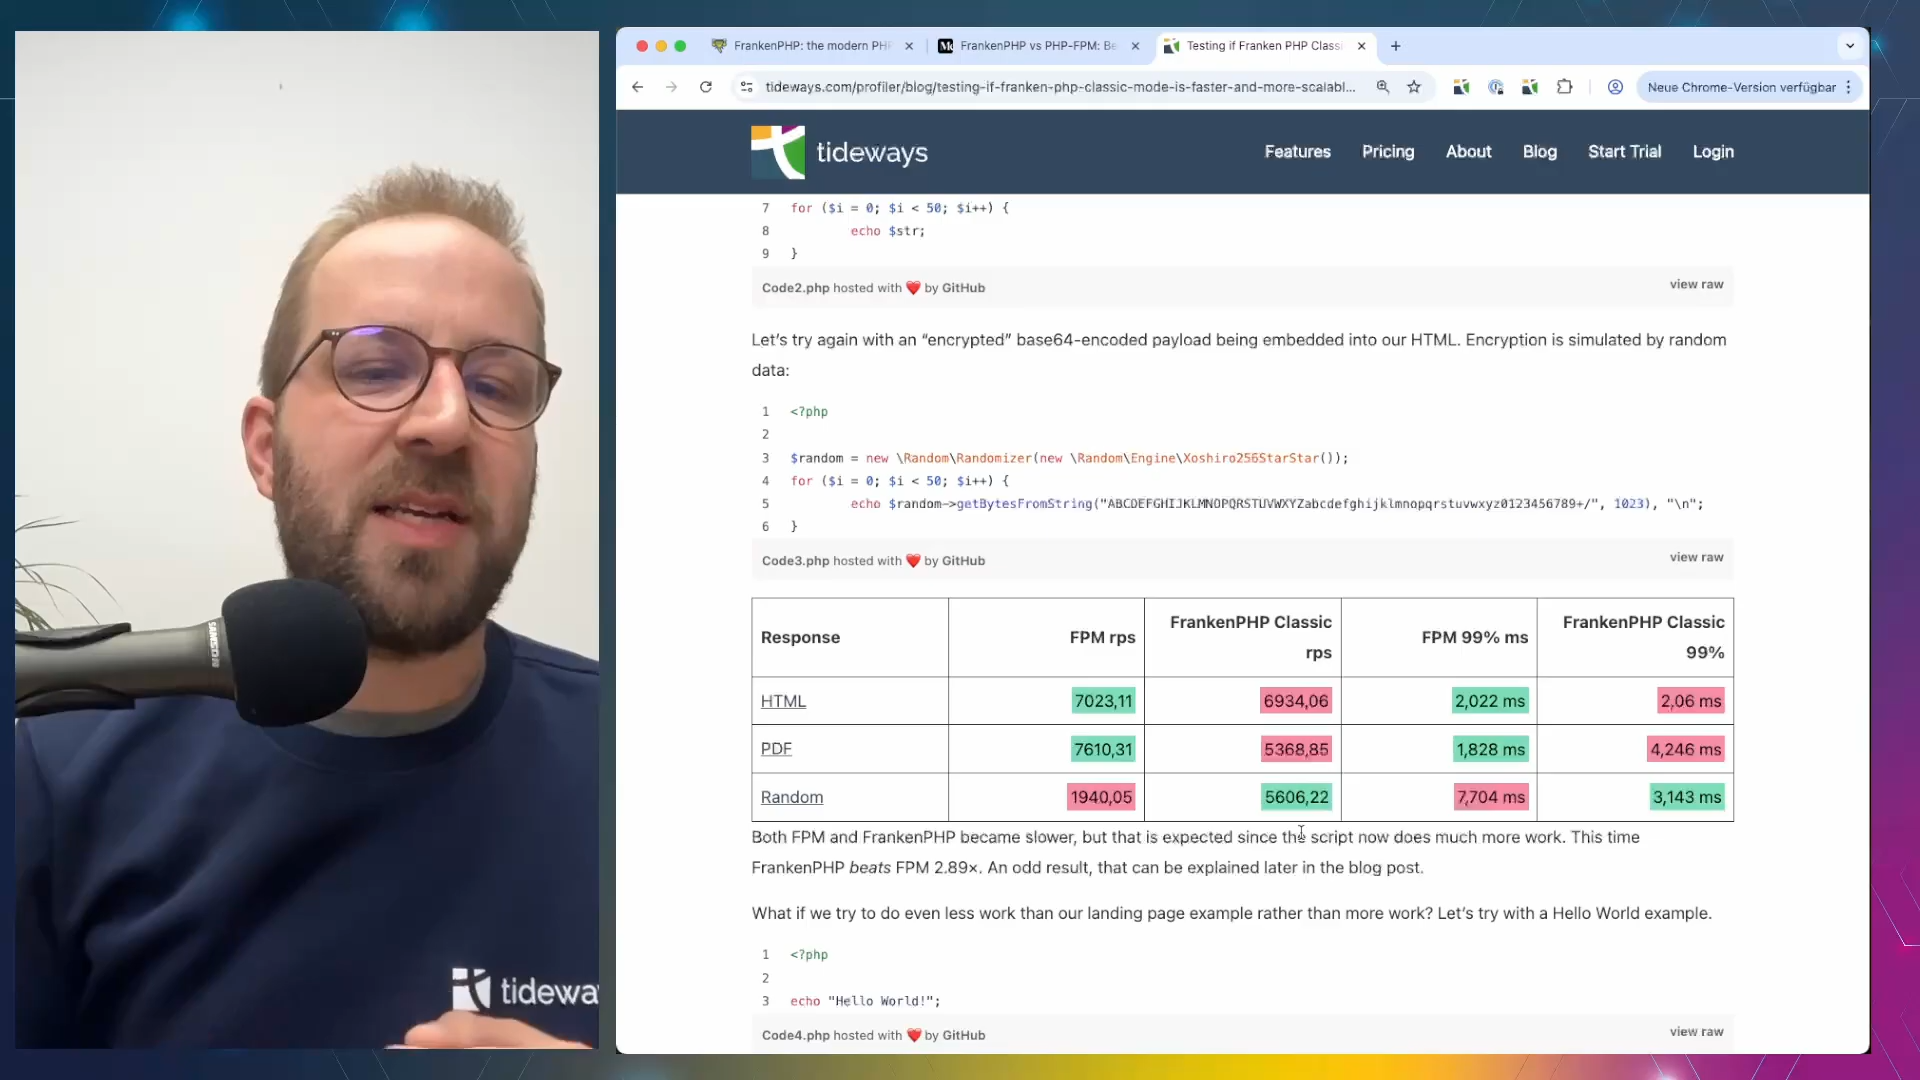 FrankenPHP: the modern PHP
FrankenPHP vs PHP-FPM: Be
Testing if Franken PHP Classi
tideways.com/profiler/blog/testing-if-franken-php-classic-mode-is-faster-and-more-scalabl...
Neue Chrome-Version verfügbar
tideways
Features
Pricing
About
Blog
Start Trial
Login
7 for ($i = 0; $i < 50; $i++) {
8 echo $str;
9 }
Code2.php hosted with ❤ by GitHub
view raw
Let's try again with an “encrypted” base64-encoded payload being embedded into our HTML. Encryption is simulated by random
data:
1 <?php
2
3 $random = new \Random\Randomizer(new \Random\Engine\Xoshiro256StarStar());
4 for ($i = 0; $i < 50; $i++) {
5 echo $random->getBytesFromString("ABCDEFGHIJKLMNOPQRSTUVWXYZabcdefghijklmnopqrstuvwxyz0123456789+/", 1023), "\n";
6 }
Code3.php hosted with ❤ by GitHub
view raw
Response
FPM rps
FrankenPHP Classic
rps
FPM 99% ms
FrankenPHP Classic
99%
HTML 7023,11 6934,06 2,022 ms 2,06 ms
PDF 7610,31 5368,85 1,828 ms 4,246 ms
Random 1940,05 5606,22 7,704 ms 3,143 ms
Both FPM and FrankenPHP became slower, but that is expected since the script now does much more work. This time
FrankenPHP beats FPM 2.89×. An odd result, that can be explained later in the blog post.
What if we try to do even less work than our landing page example rather than more work? Let's try with a Hello World example.
1 <?php
2
3 echo "Hello World!";
Code4.php hosted with ❤ by GitHub
view raw
SAMSON
tidewa